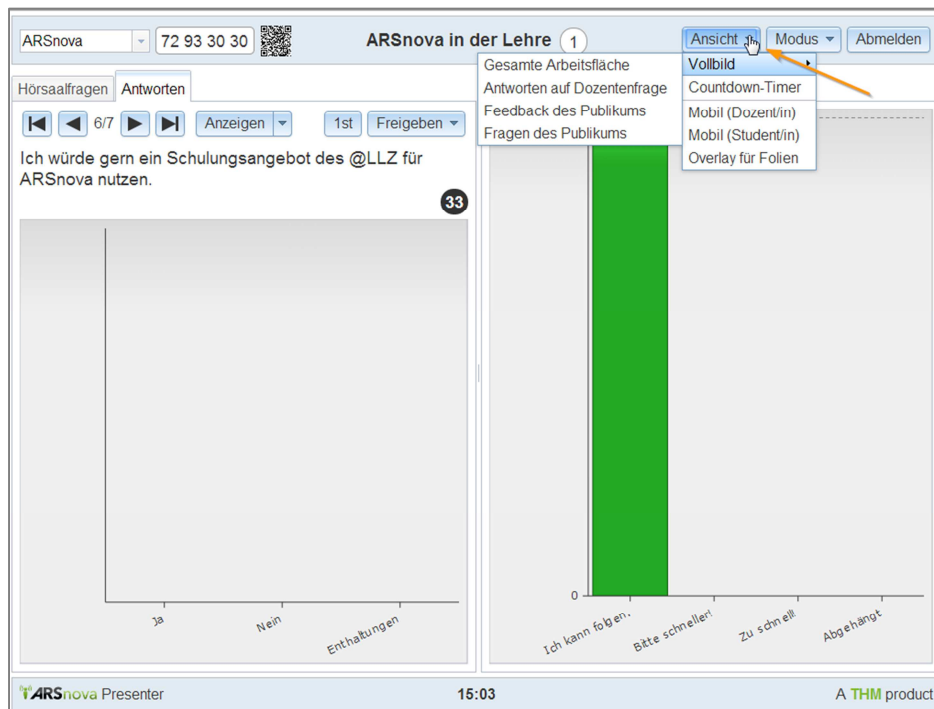 ARSnova 72 93 30 30 ARSnova in der Lehre 1 Ansicht Modus Abmelden
Gesamte Arbeitsfläche
Antworten auf Dozentenfrage
Feedback des Publikums
Fragen des Publikums
Vollbild
Countdown-Timer
Mobil (Dozent/in)
Mobil (Student/in)
Overlay für Folien
Hörsaalfragen Antworten
6/7 Anzeigen 1st Freigeben
Ich würde gern ein Schulungsangebot des @LLZ für
ARSnova nutzen.
33
Ja Nein Enthaltungen
0
Ich kann folgen. Bitte schneller! Zu schnell! Abgehängt
ARSnova Presenter 15:03 A THM product